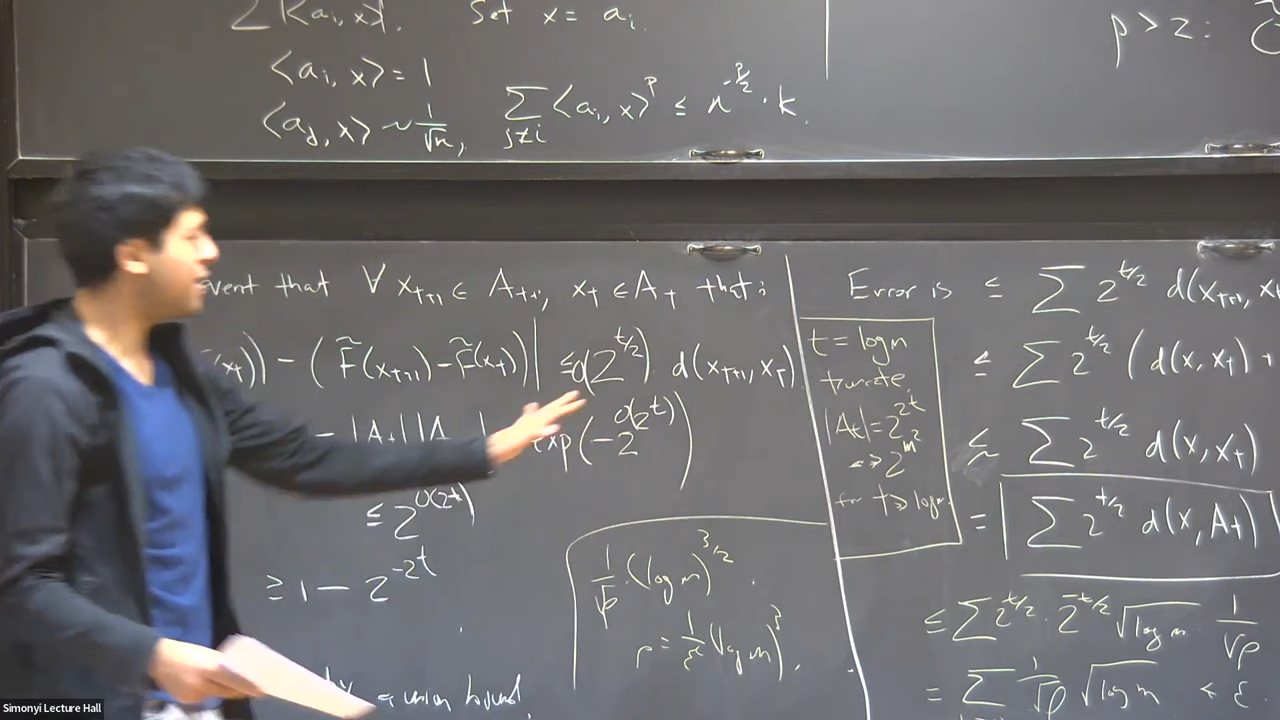 Σ|<a_i, x>|. Set x = a_i.
<a_i, x> = 1
<a_j, x> ~ 1/√n, Σ_{j≠i} <a_i, x>^p ≤ n^{-p/2} · k.
p > 2 :
event that ∀ x_{t+1} ∈ A_{t+1}, x_t ∈ A_t that:
(x_t)) - (F̃(x_{t+1}) - F̃(x_t))| ≤ O(2^{t/2}) d(x_{t+1}, x_t)
- |A_t||A exp(-2^{O(2^t)})
≤ 2^{O(2^t)}
≥ 1 - 2^{-2^t}
a union bound
1/√ρ · (log m)^{3/2}.
ρ = 1/ε² (log m)^3.
t = log n
truncate.
|A_t| = 2^{2^t}
2^{m^2}
for t ≥ log n.
Error is ≤ Σ 2^{t/2} d(x_{t+1}, x_t
≤ Σ 2^{t/2} (d(x, x_t) +
≲ Σ 2^{t/2} d(x, x_t)
= Σ 2^{t/2} d(x, A_t)
≤ Σ 2^{t/2} · 2^{-t/2} √log m 1/√ρ
= Σ 1/√ρ √log m < ε.
Simonyi Lecture Hall